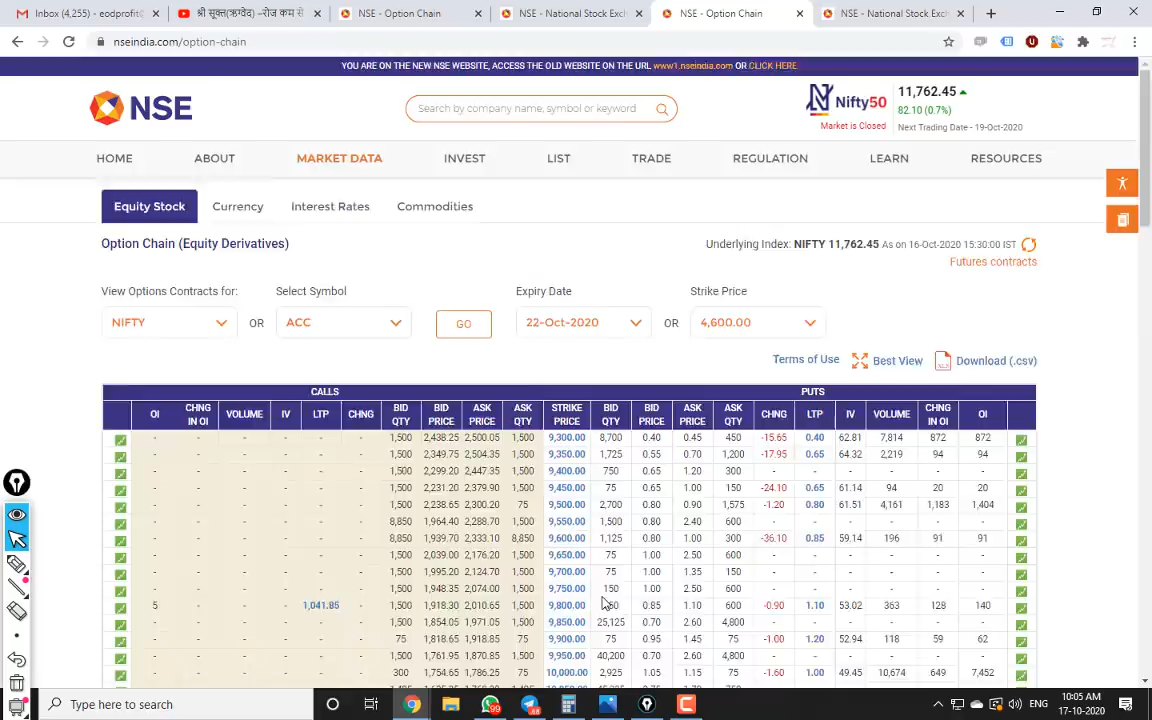 Inbox (4,255) - eodprofit@
श्री सूक्त(ऋग्वेद) –रोज कम से
NSE - Option Chain
NSE - National Stock Exch
NSE - Option Chain
NSE - National Stock Exch
nseindia.com/option-chain
YOU ARE ON THE NEW NSE WEBSITE, ACCESS THE OLD WEBSITE ON THE URL www1.nseindia.com OR CLICK HERE
NSE
Search by company name, symbol or keyword
Nifty50
Market is Closed
11,762.45
82.10 (0.7%)
Next Trading Date - 19-Oct-2020
HOME ABOUT MARKET DATA INVEST LIST TRADE REGULATION LEARN RESOURCES
Equity Stock Currency Interest Rates Commodities
Option Chain (Equity Derivatives)
Underlying Index: NIFTY 11,762.45 As on 16-Oct-2020 15:30:00 IST
Futures contracts
View Options Contracts for: Select Symbol Expiry Date Strike Price
NIFTY OR ACC GO 22-Oct-2020 OR 4,600.00
Terms of Use Best View Download (.csv)
CALLS PUTS
OI CHNG IN OI VOLUME IV LTP CHNG BID QTY BID PRICE ASK PRICE ASK QTY STRIKE PRICE BID QTY BID PRICE ASK PRICE ASK QTY CHNG LTP IV VOLUME CHNG IN OI OI
- - - - - - 1,500 2,438.25 2,500.05 1,500 9,300.00 8,700 0.40 0.45 450 -15.65 0.40 62.81 7,814 872 872
- - - - - - 1,500 2,349.75 2,504.35 1,500 9,350.00 1,725 0.55 0.70 1,200 -17.95 0.65 64.32 2,219 94 94
- - - - - - 1,500 2,299.20 2,447.35 1,500 9,400.00 750 0.65 1.20 300 - - - - - -
- - - - - - 1,500 2,231.20 2,379.90 1,500 9,450.00 75 0.65 1.00 150 -24.10 0.65 61.14 94 20 20
- - - - - - 1,500 2,238.65 2,300.20 75 9,500.00 2,700 0.80 0.90 1,575 -1.20 0.80 61.51 4,161 1,183 1,404
- - - - - - 8,850 1,964.40 2,288.70 1,500 9,550.00 1,500 0.80 2.40 600 - - - - - -
- - - - - - 8,850 1,939.70 2,333.10 8,850 9,600.00 1,125 0.80 1.00 300 -36.10 0.85 59.14 196 91 91
- - - - - - 1,500 2,039.00 2,176.20 1,500 9,650.00 75 1.00 2.50 600 - - - - - -
- - - - - - 1,500 1,995.20 2,124.70 1,500 9,700.00 75 1.00 1.35 150 - - - - - -
- - - - - - 1,500 1,948.35 2,074.00 1,500 9,750.00 150 1.00 2.50 600 - - - - - -
5 - - - 1,041.85 - 1,500 1,918.30 2,010.65 1,500 9,800.00 0.85 1.10 600 -0.90 1.10 53.02 363 128 140
- - - - - - 1,500 1,854.05 1,971.05 1,500 9,850.00 25,125 0.70 2.60 4,800 - - - - - -
- - - - - - 75 1,818.65 1,918.85 75 9,900.00 75 0.95 1.45 75 -1.00 1.20 52.94 118 59 62
- - - - - - 1,500 1,761.95 1,870.85 1,500 9,950.00 40,200 0.70 2.60 4,800 - - - - - -
- - - - - - 300 1,754.65 1,786.25 75 10,000.00 2,925 1.05 1.15 75 -1.60 1.00 49.45 10,674 649 7,452
Type here to search
99
ENG
10:05 AM
17-10-2020